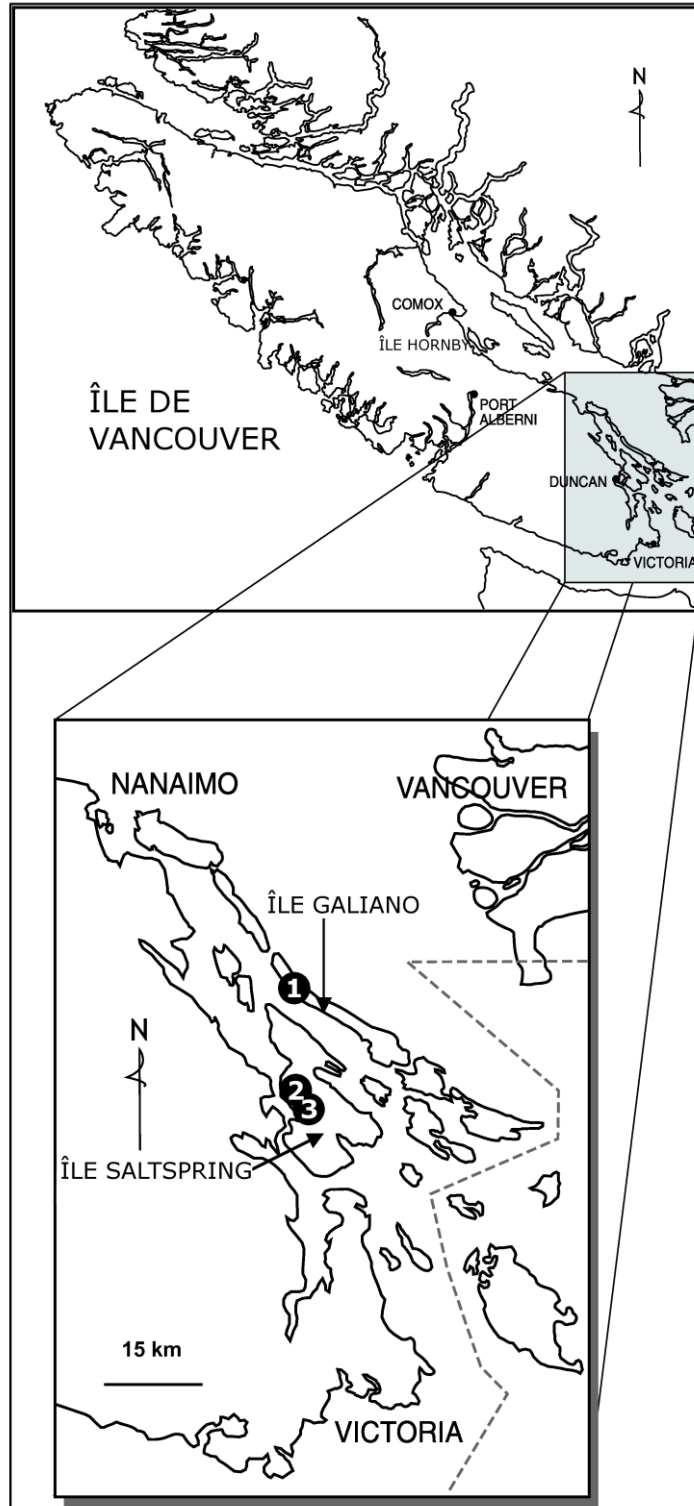 N
COMOX
ÎLE HORNBY
ÎLE DE
VANCOUVER
PORT
ALBERNI
DUNCAN
VICTORIA
NANAIMO
VANCOUVER
ÎLE GALIANO
1
N
2
3
ÎLE SALTSPRING
15 km
VICTORIA